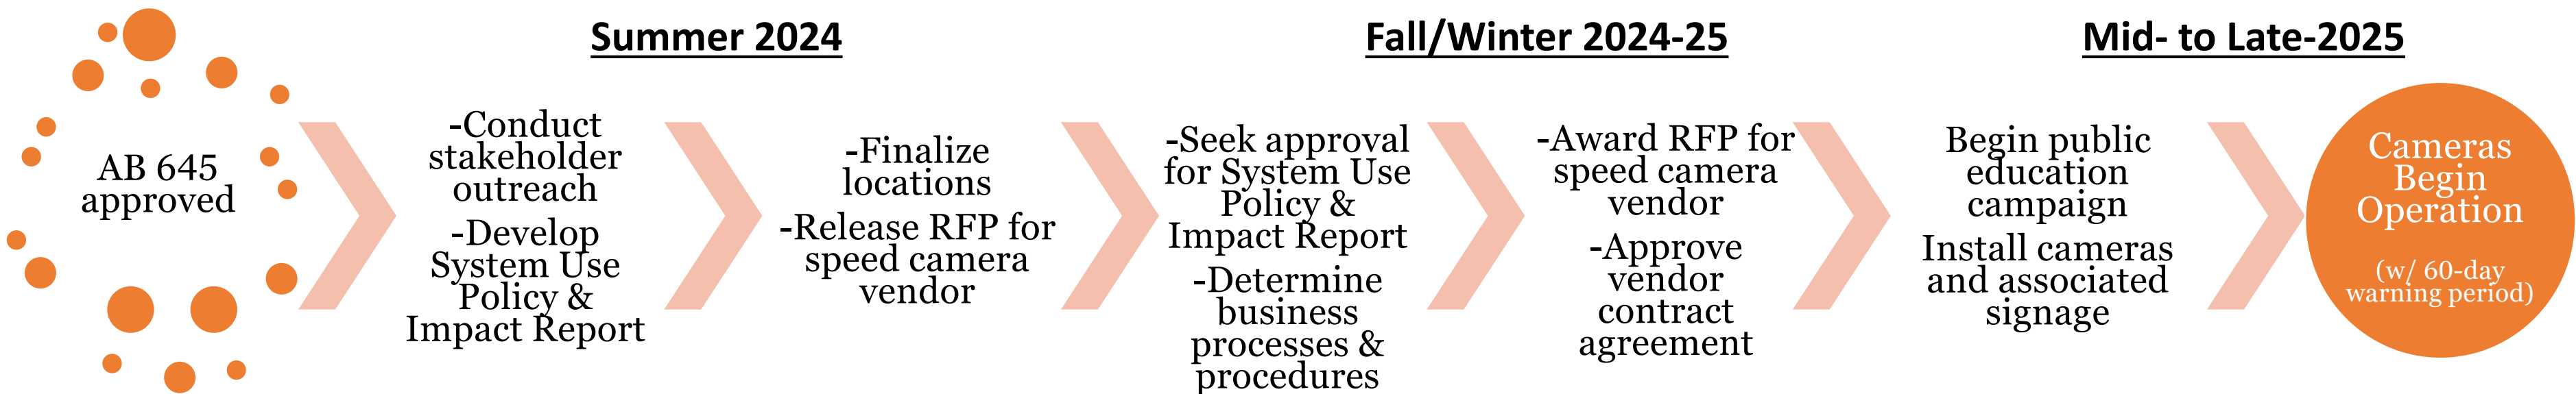 Summer 2024
Fall/Winter 2024-25
Mid- to Late-2025
AB 645
approved
-Conduct
stakeholder
outreach
-Develop
System Use
Policy &
Impact Report
-Finalize
locations
-Release RFP for
speed camera
vendor
-Seek approval
for System Use
Policy &
Impact Report
-Determine
business
processes &
procedures
-Award RFP for
speed camera
vendor
-Approve
vendor
contract
agreement
Begin public
education
campaign
Install cameras
and associated
signage
Cameras
Begin
Operation
(w/ 60-day
warning period)